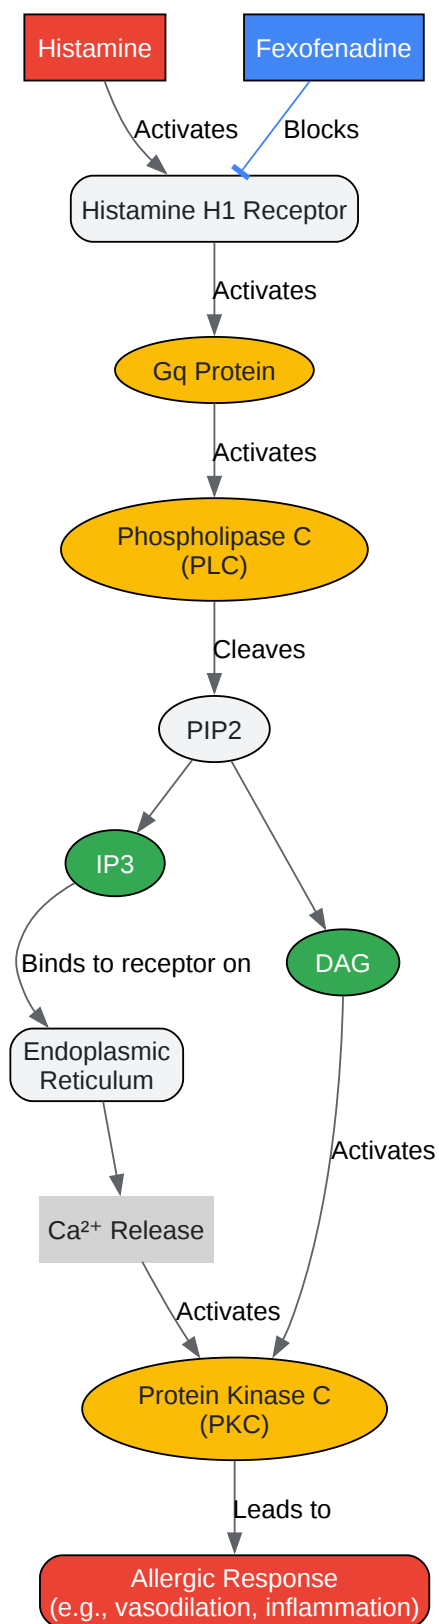 Histamine
Fexofenadine
Activates
Blocks
Histamine H1 Receptor
Activates
Gq Protein
Activates
Phospholipase C
(PLC)
Cleaves
PIP2
IP3
DAG
Binds to receptor on
Endoplasmic
Reticulum
Activates
Ca²⁺ Release
Activates
Protein Kinase C
(PKC)
Leads to
Allergic Response
(e.g., vasodilation, inflammation)